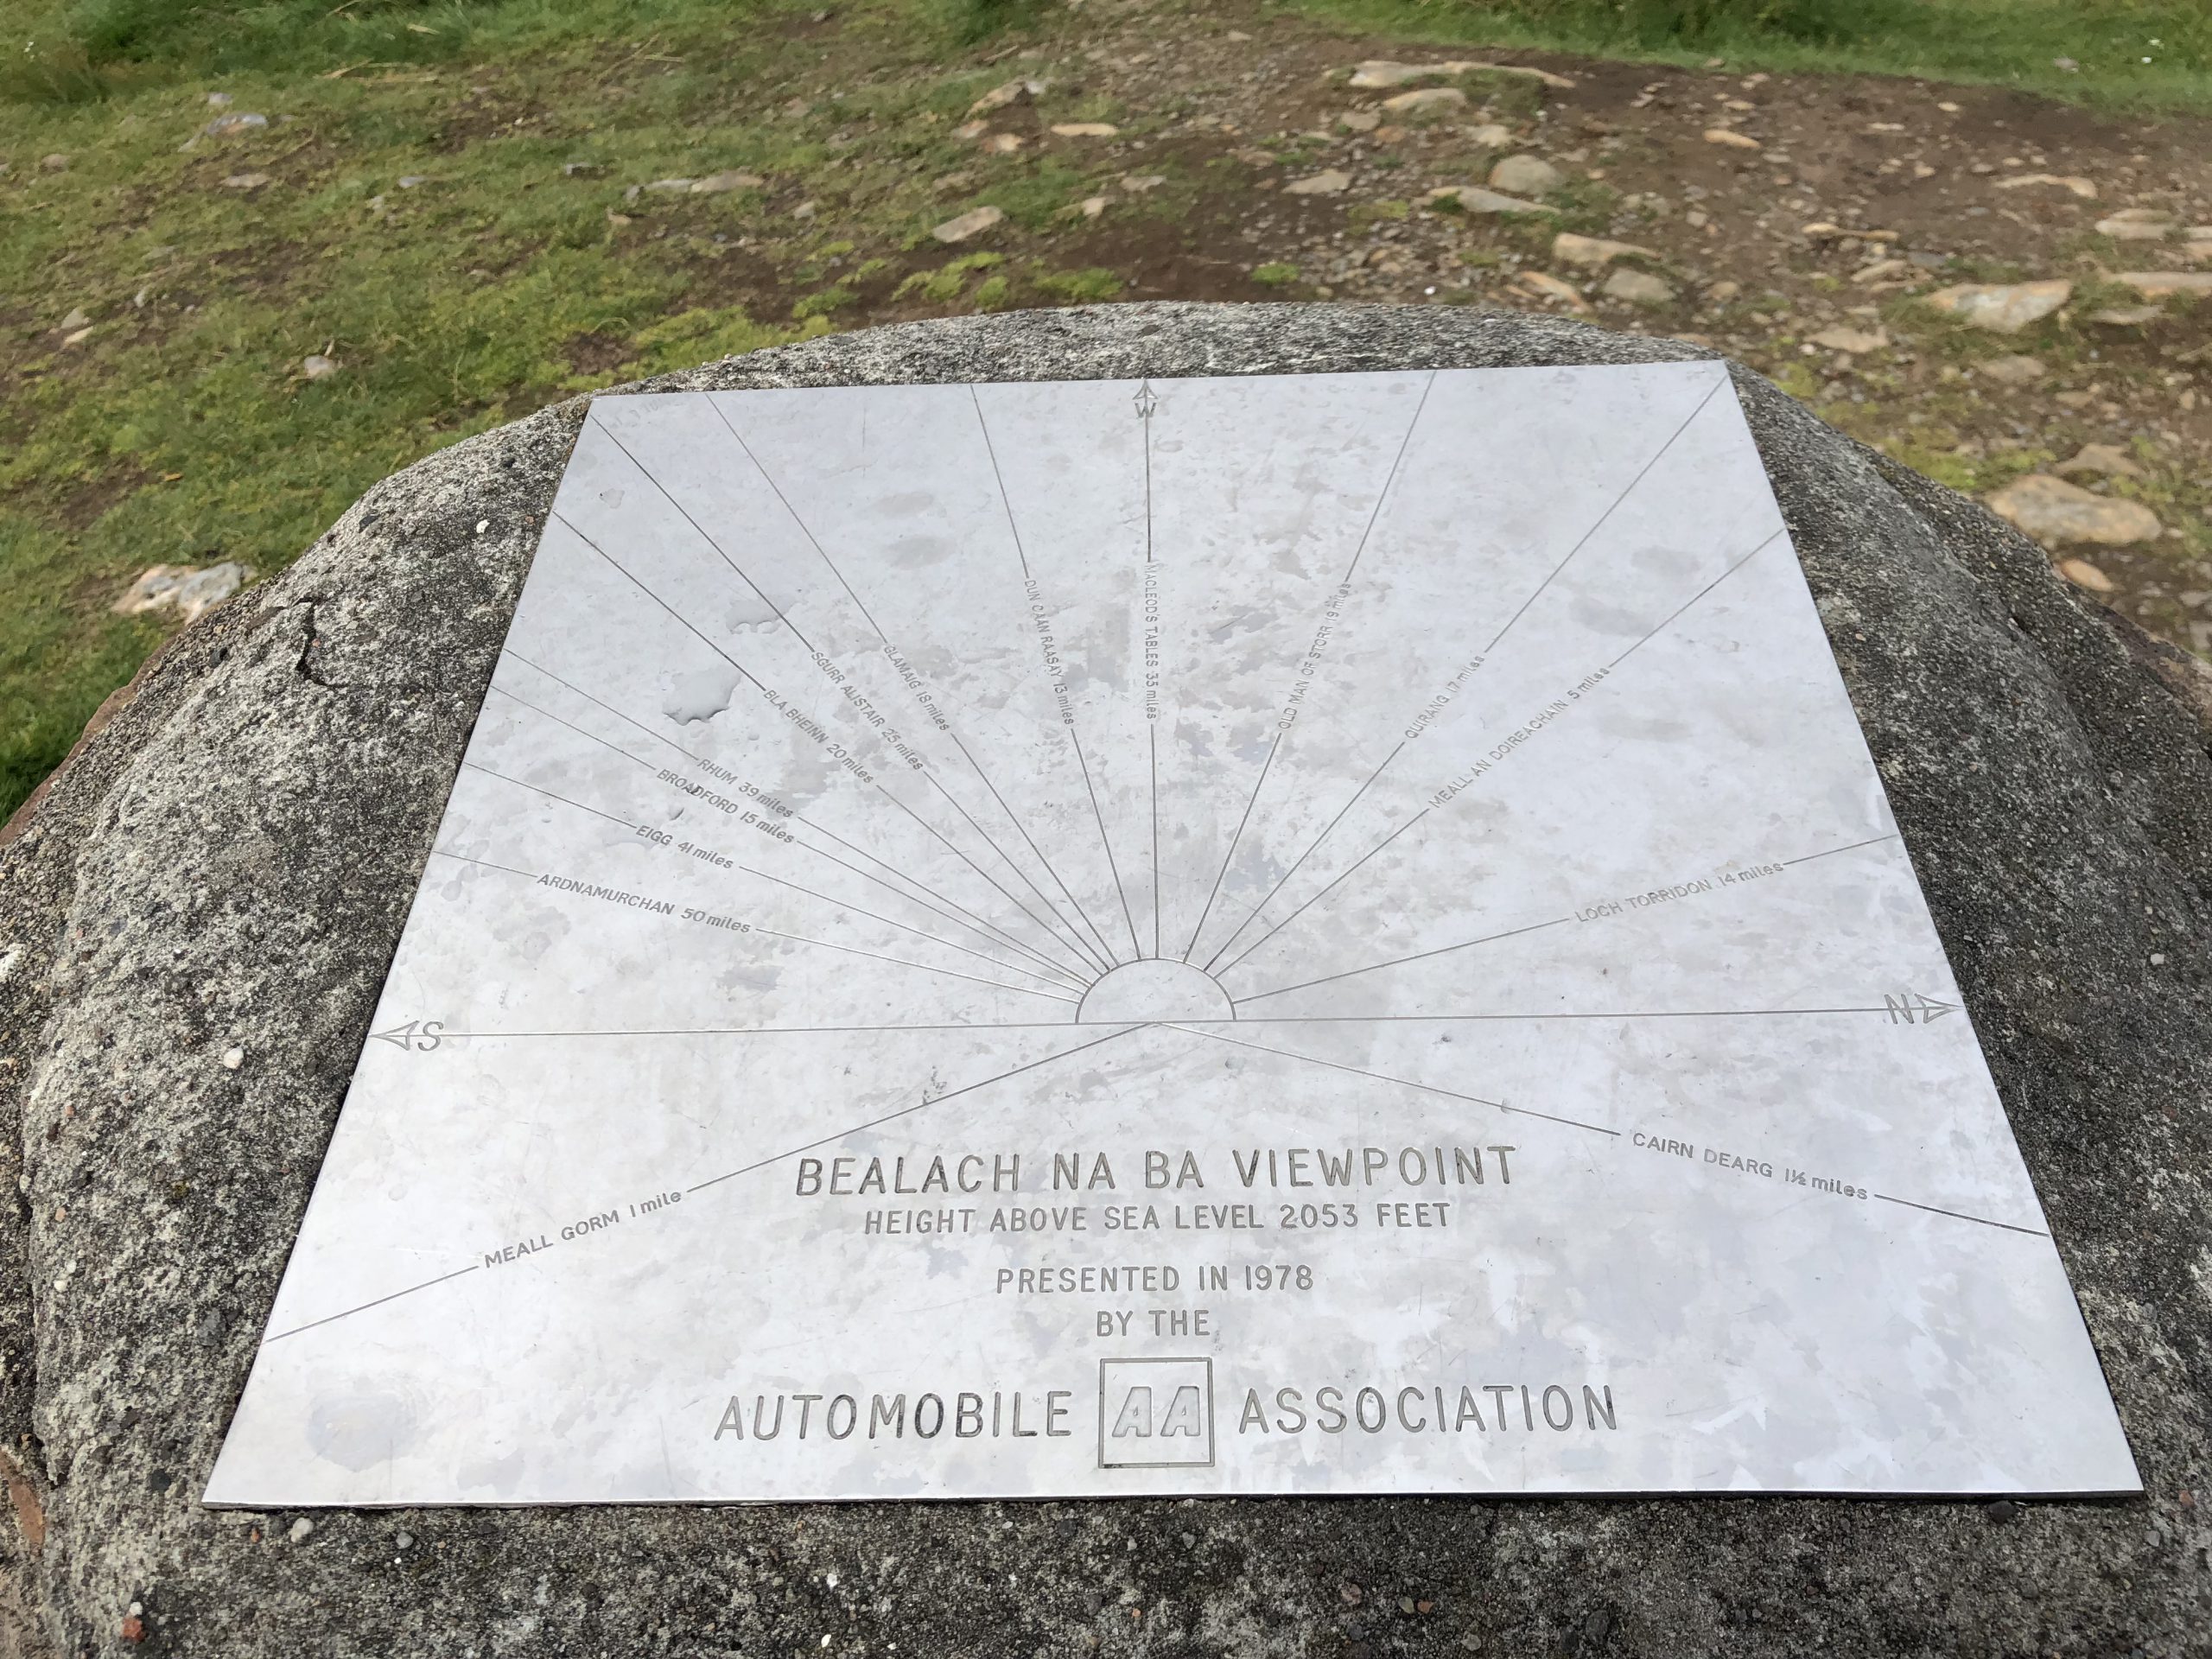 W
GLAMAIG 18 miles
SGURR ALISTAIR 25 miles
BLA BHEINN 20 miles
RHUM 39 miles
BROADFORD 15 miles
EIGG 41 miles
ARDNAMURCHAN 50 miles
DUN CAAN RAASAY 13 miles
MACLEOD'S TABLES 35 miles
OLD MAN OF STORR 19 miles
QUIRANG 17 miles
MEALL AN DOIREACHAIN 5 miles
LOCH TORRIDON 14 miles
S
N
MEALL GORM 1 mile
CAIRN DEARG 1½ miles
BEALACH NA BA VIEWPOINT
HEIGHT ABOVE SEA LEVEL 2053 FEET
PRESENTED IN 1978
BY THE
AUTOMOBILE AA ASSOCIATION